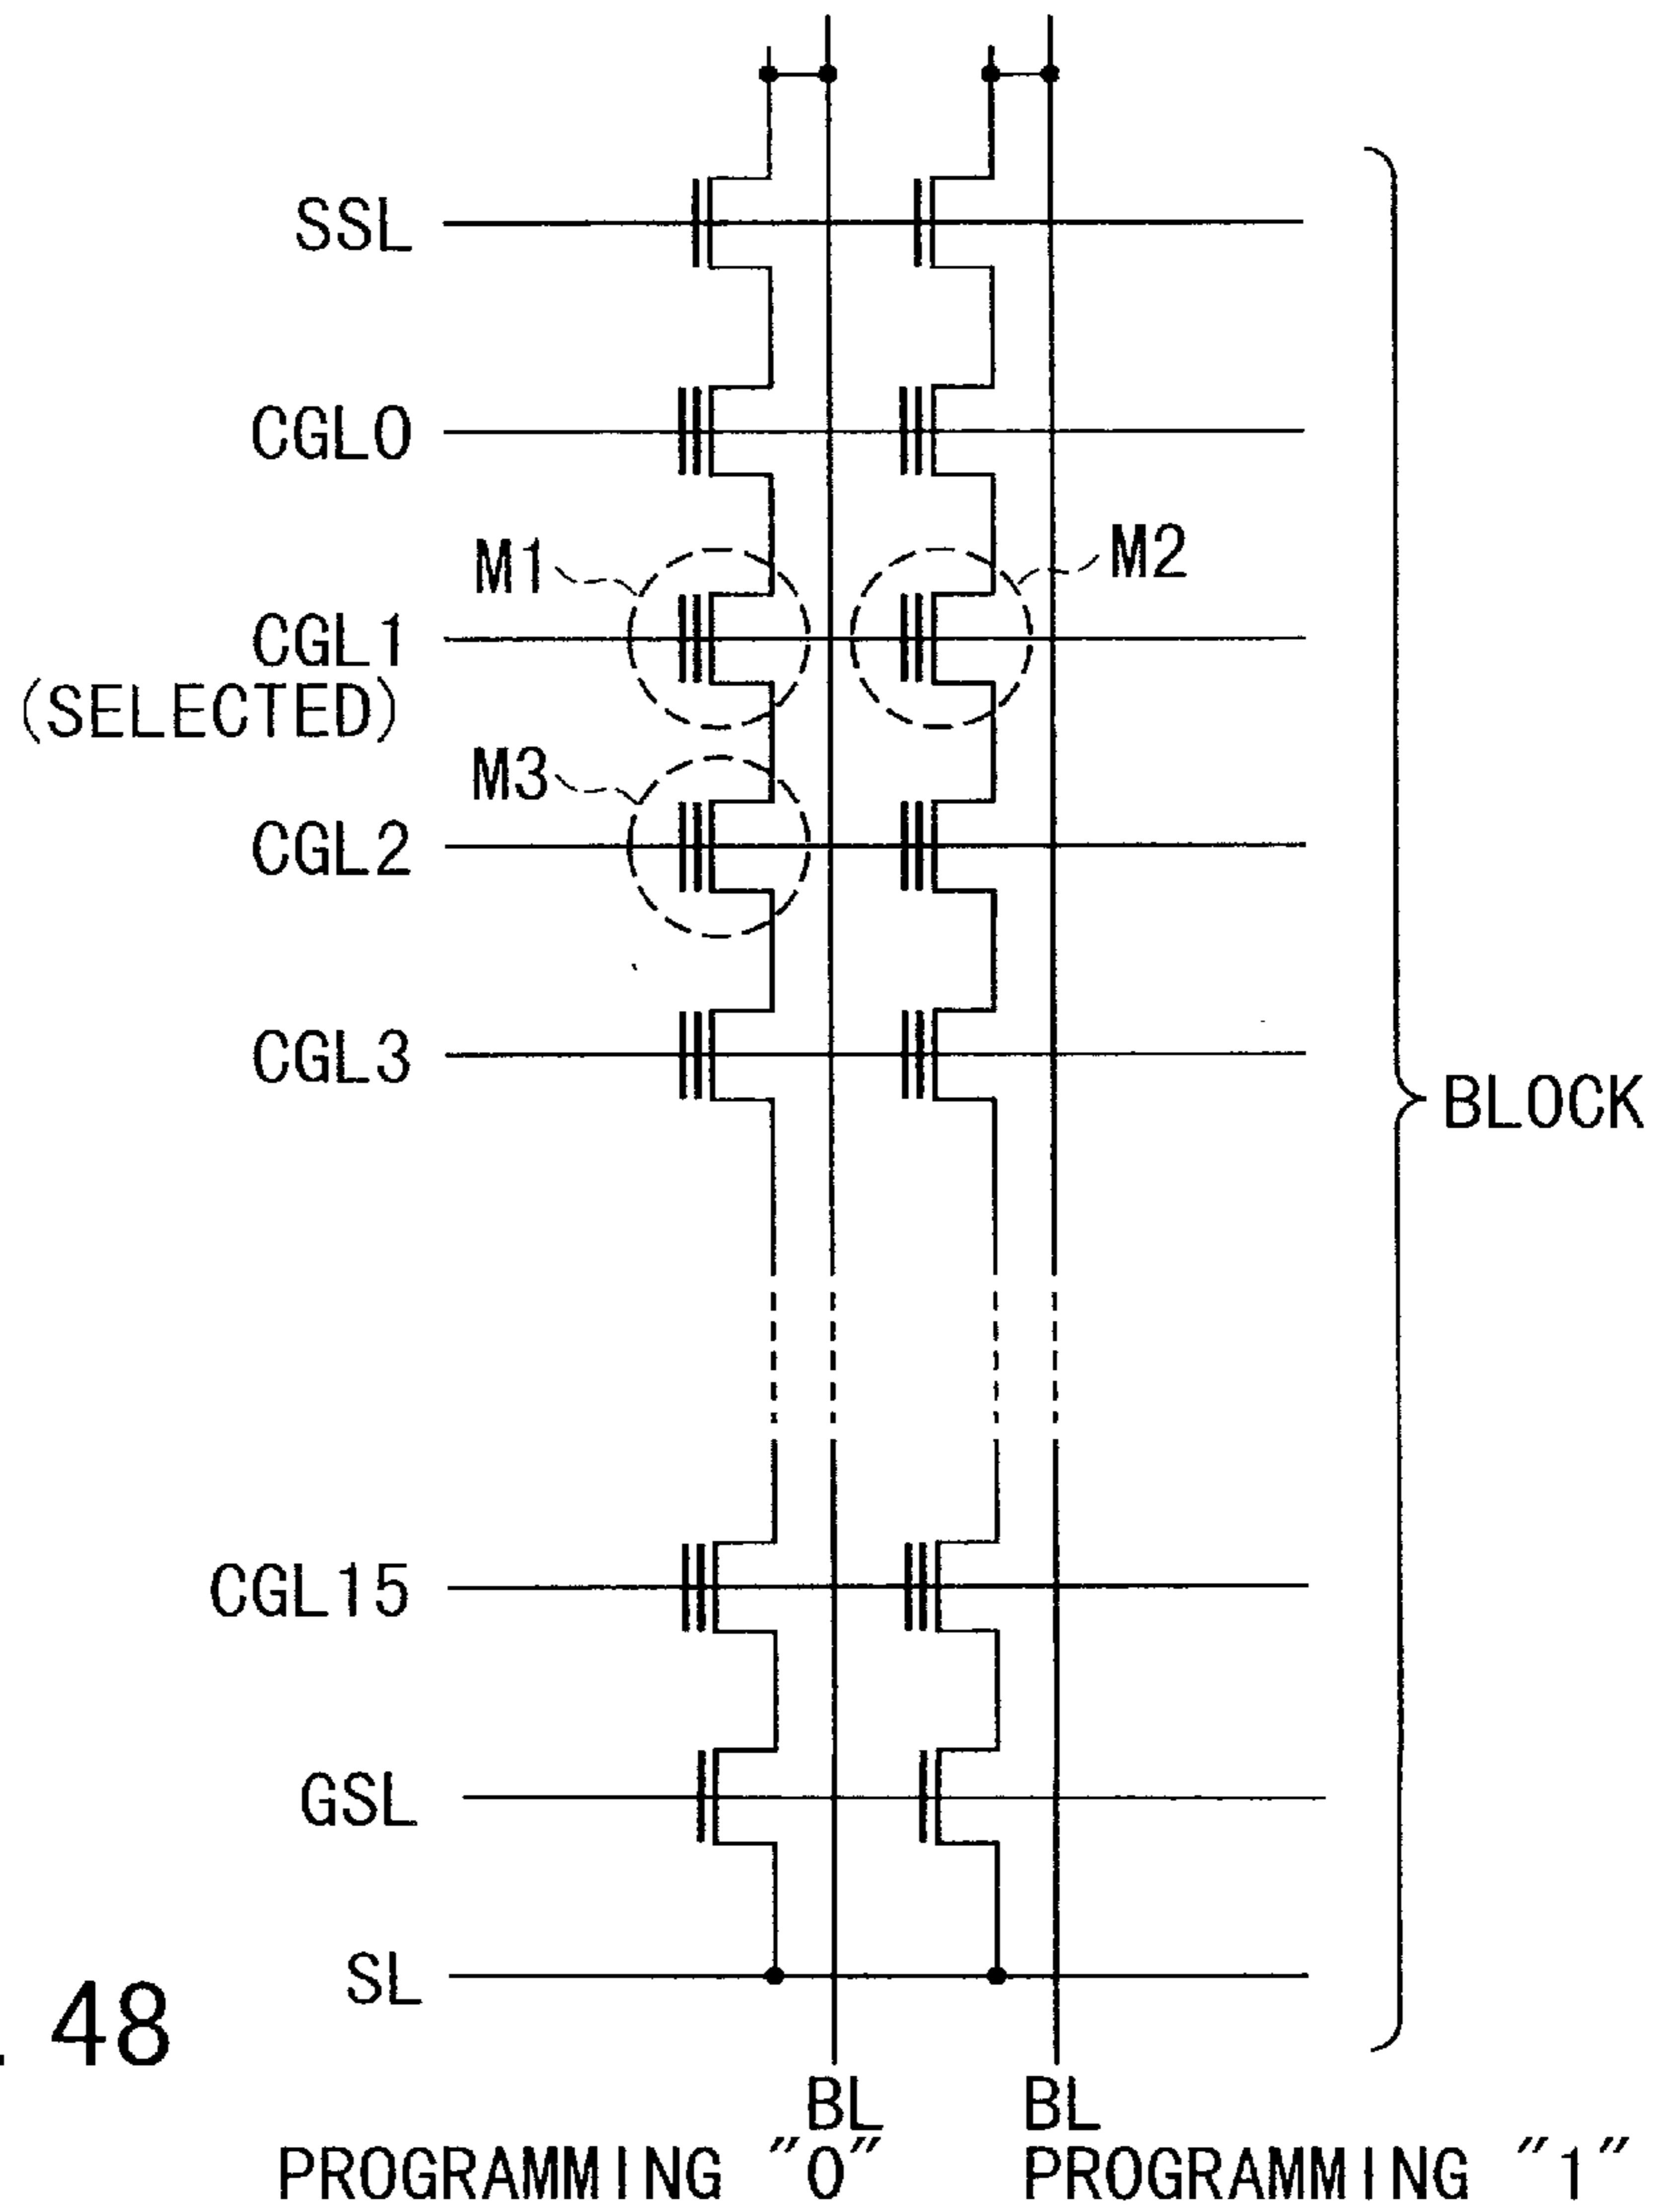 SSL
CGL0
M1
M2
CGL1
(SELECTED)
M3
CGL2
CGL3
BLOCK
CGL15
GSL
SL
. 48
BL
BL
PROGRAMMING "0"
PROGRAMMING "1"